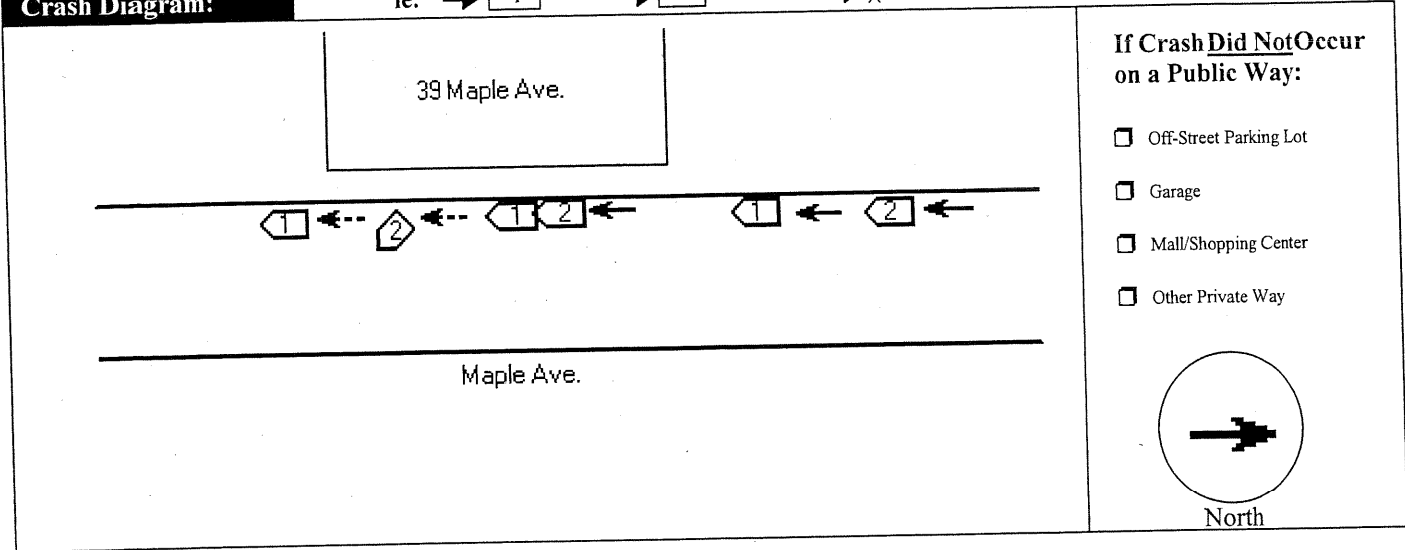 Crash Diagram:
ie.
39 Maple Ave.
1 2 1 2 1 2
Maple Ave.
If Crash Did Not Occur
on a Public Way:
Off-Street Parking Lot
Garage
Mall/Shopping Center
Other Private Way
North